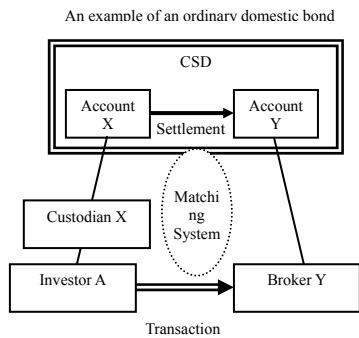 An example of an ordinary domestic bond
CSD
Account
X
Account
Y
Settlement
Matchi
ng
System
Custodian X
Investor A
Broker Y
Transaction